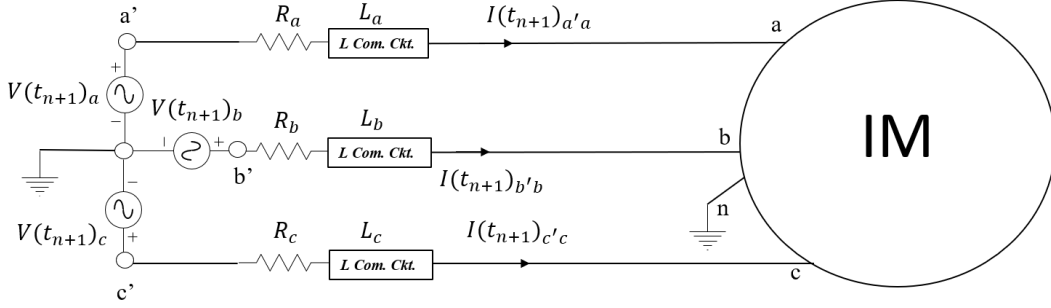 a’
R_a
L_a
L Com. Ckt.
I(t_{n+1})_{a'a}
a
+
V(t_{n+1})_a
−
V(t_{n+1})_b
− +
b’
R_b
L_b
L Com. Ckt.
I(t_{n+1})_{b'b}
b
IM
n
−
V(t_{n+1})_c
+
c’
R_c
L_c
L Com. Ckt.
I(t_{n+1})_{c'c}
c